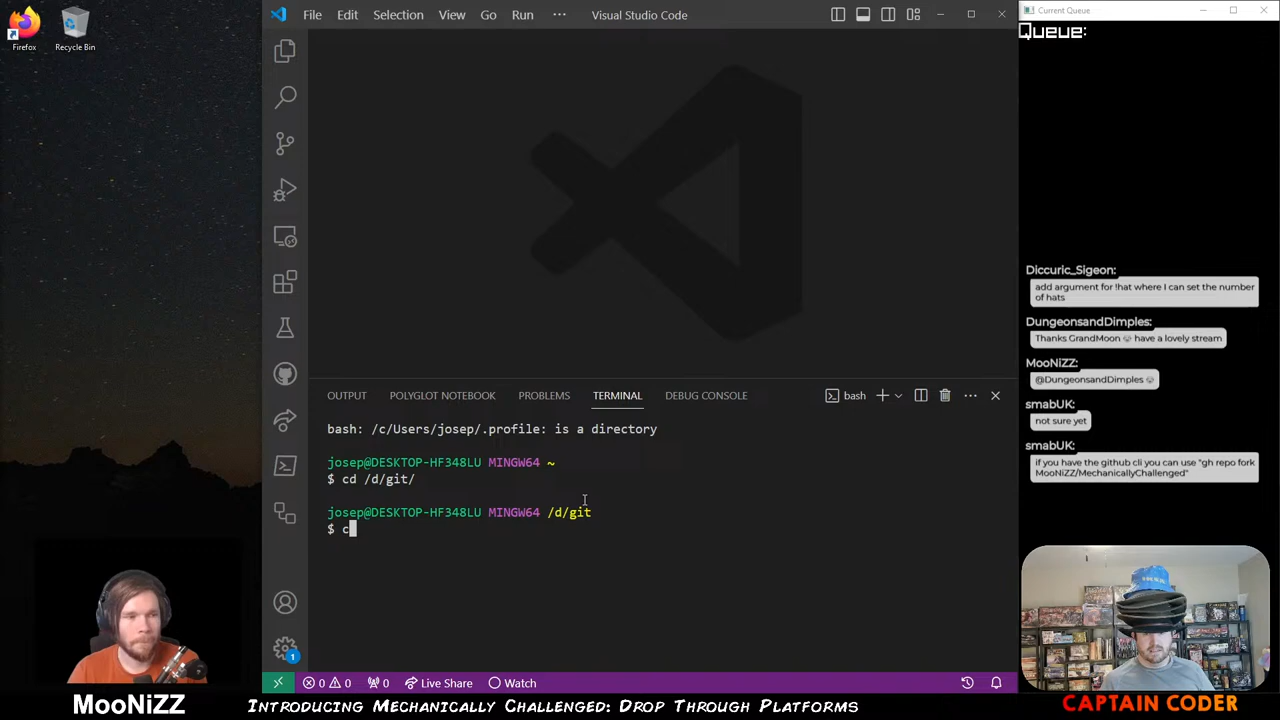 Firefox
Recycle Bin
File Edit Selection View Go Run ··· Visual Studio Code
Current Queue
Queue:
Diccuric_Sigeon:
add argument for !hat where I can set the number
of hats
DungeonsandDimples:
Thanks GrandMoon have a lovely stream
MooNiZZ:
@DungeonsandDimples
smabUK:
not sure yet
smabUK:
if you have the github cli you can use "gh repo fork
MooNiZZ/MechanicallyChallenged"
OUTPUT POLYGLOT NOTEBOOK PROBLEMS TERMINAL DEBUG CONSOLE bash
bash: /c/Users/josep/.profile: is a directory
josep@DESKTOP-HF348LU MINGW64 ~
$ cd /d/git/
josep@DESKTOP-HF348LU MINGW64 /d/git
$ c
1
0 0 0 Live Share Watch
MooNiZZ Introducing Mechanically Challenged: Drop Through Platforms CAPTAIN CODER